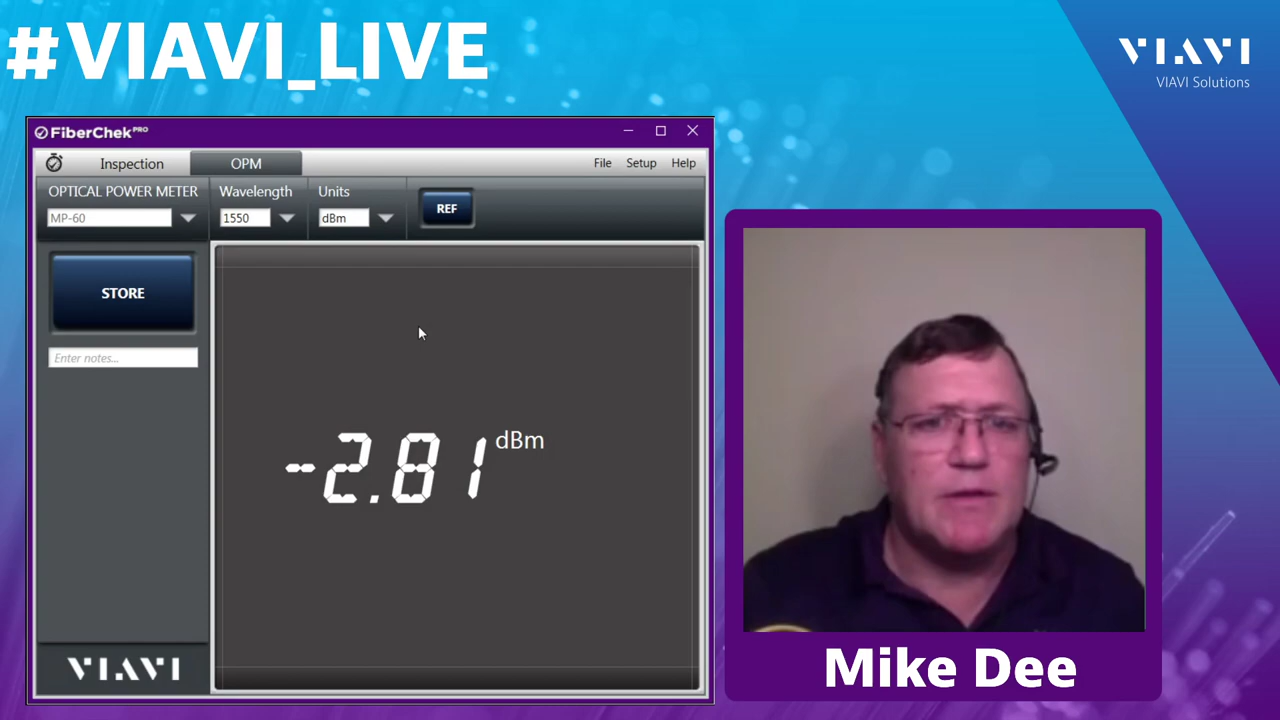 #VIAVI_LIVE
VIAVI
VIAVI Solutions
FiberChek PRO
Inspection
OPM
File
Setup
Help
OPTICAL POWER METER
Wavelength
Units
MP-60
1550
dBm
REF
STORE
Enter notes...
-2.81 dBm
VIAVI
Mike Dee